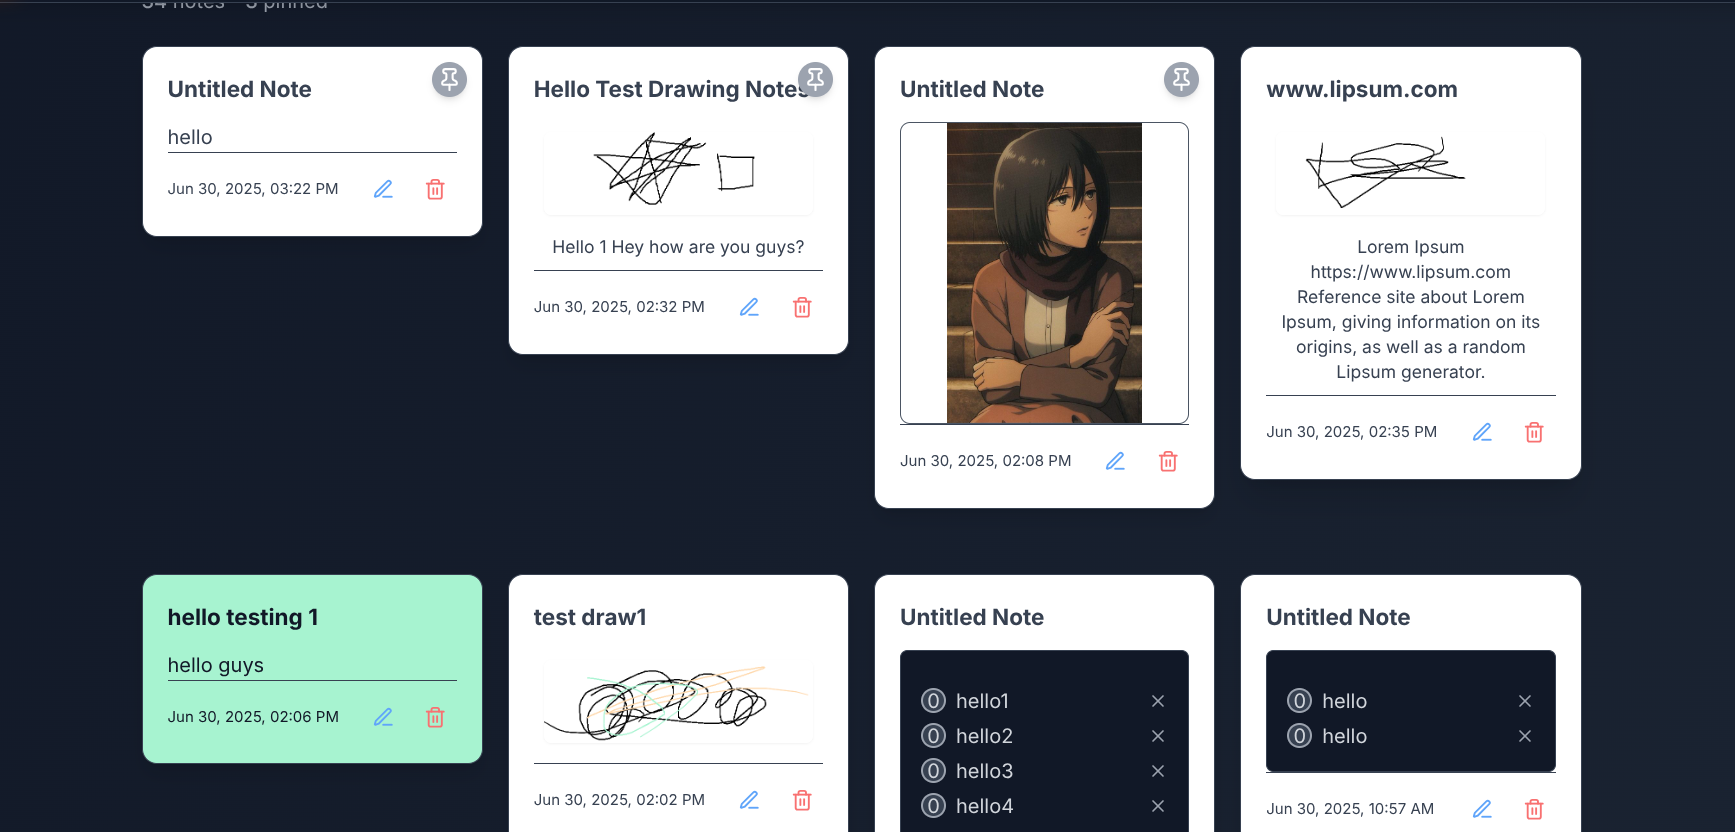 34 notes 3 pinned
Untitled Note
hello
Jun 30, 2025, 03:22 PM
Hello Test Drawing Notes
Hello 1 Hey how are you guys?
Jun 30, 2025, 02:32 PM
Untitled Note
Jun 30, 2025, 02:08 PM
www.lipsum.com
Lorem Ipsum
https://www.lipsum.com
Reference site about Lorem
Ipsum, giving information on its
origins, as well as a random
Lipsum generator.
Jun 30, 2025, 02:35 PM
hello testing 1
hello guys
Jun 30, 2025, 02:06 PM
test draw1
Jun 30, 2025, 02:02 PM
Untitled Note
0 hello1
0 hello2
0 hello3
0 hello4
Untitled Note
0 hello
0 hello
Jun 30, 2025, 10:57 AM